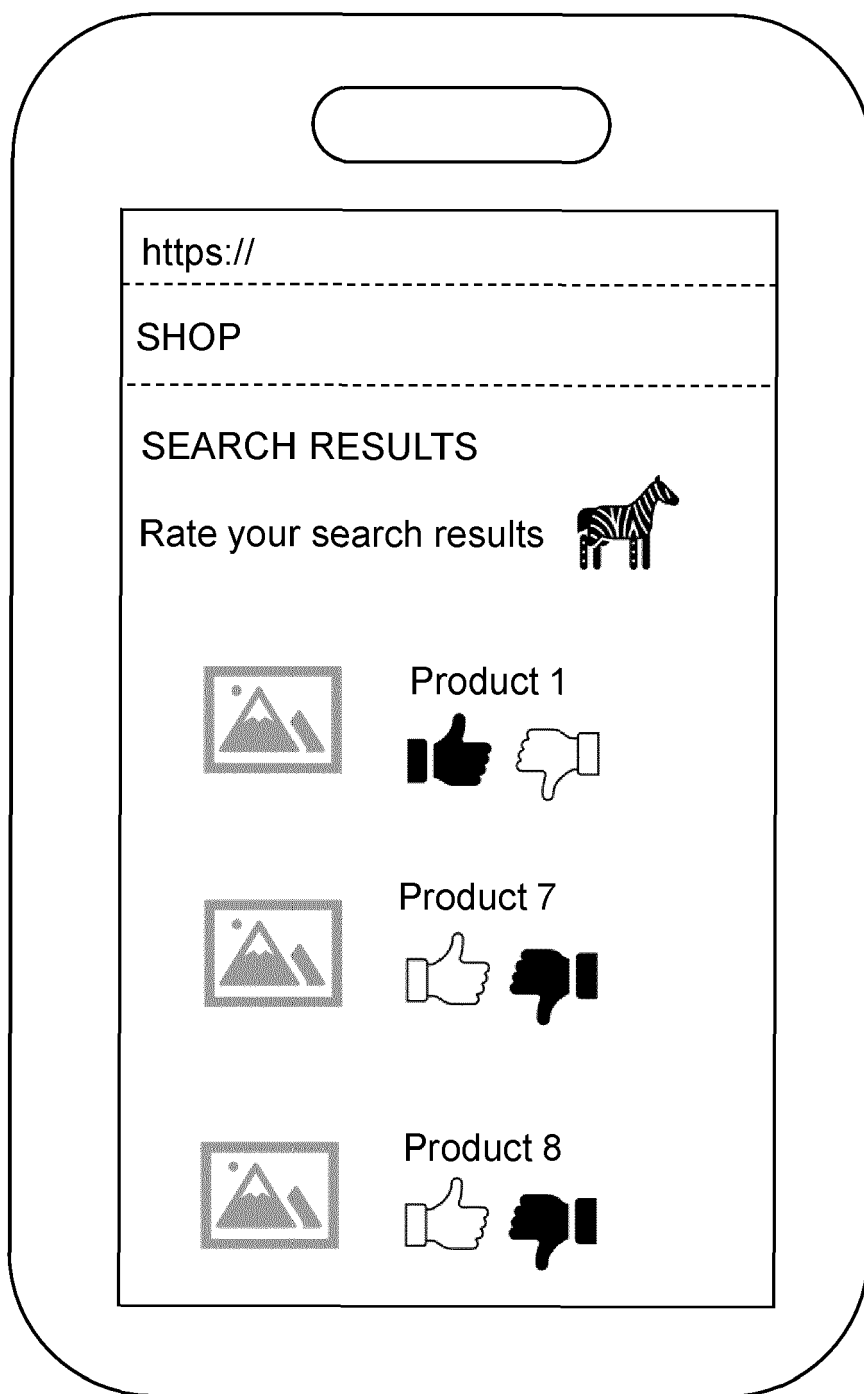 https://
SHOP
SEARCH RESULTS
Rate your search results
Product 1
Product 7
Product 8